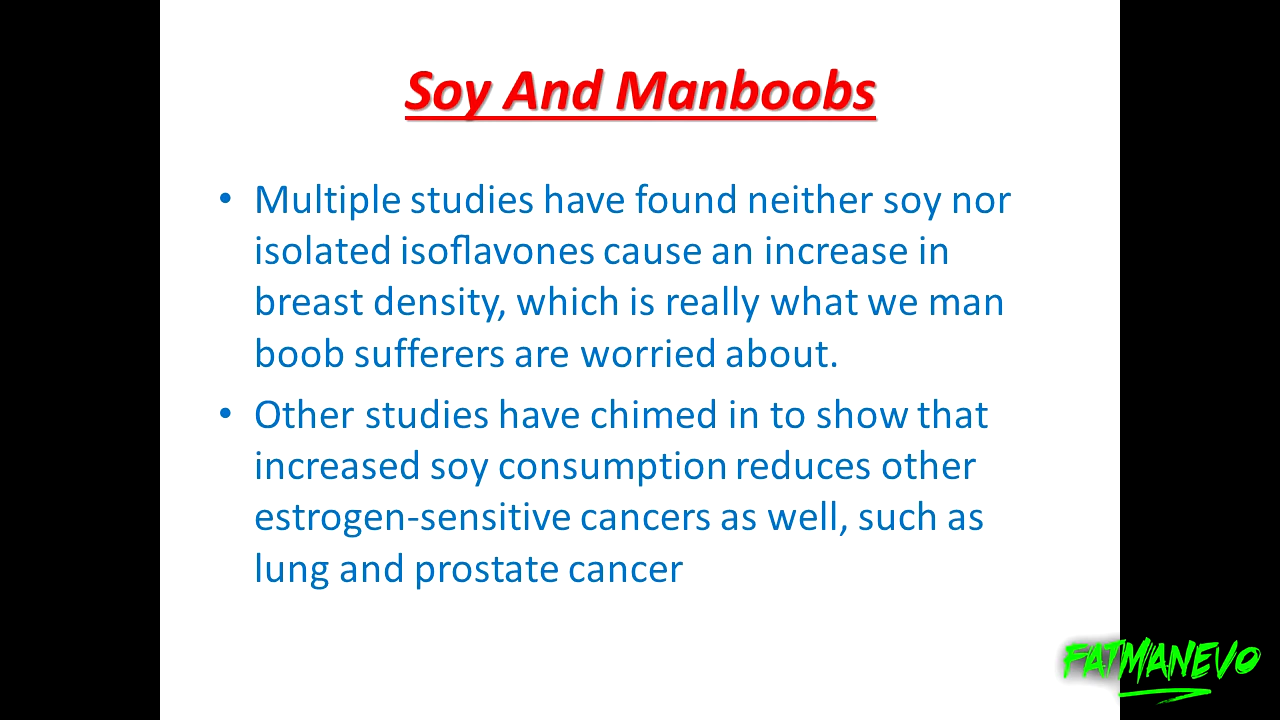 Soy And Manboobs
• Multiple studies have found neither soy nor
isolated isoflavones cause an increase in
breast density, which is really what we man
boob sufferers are worried about.
• Other studies have chimed in to show that
increased soy consumption reduces other
estrogen-sensitive cancers as well, such as
lung and prostate cancer
FATMANEVO